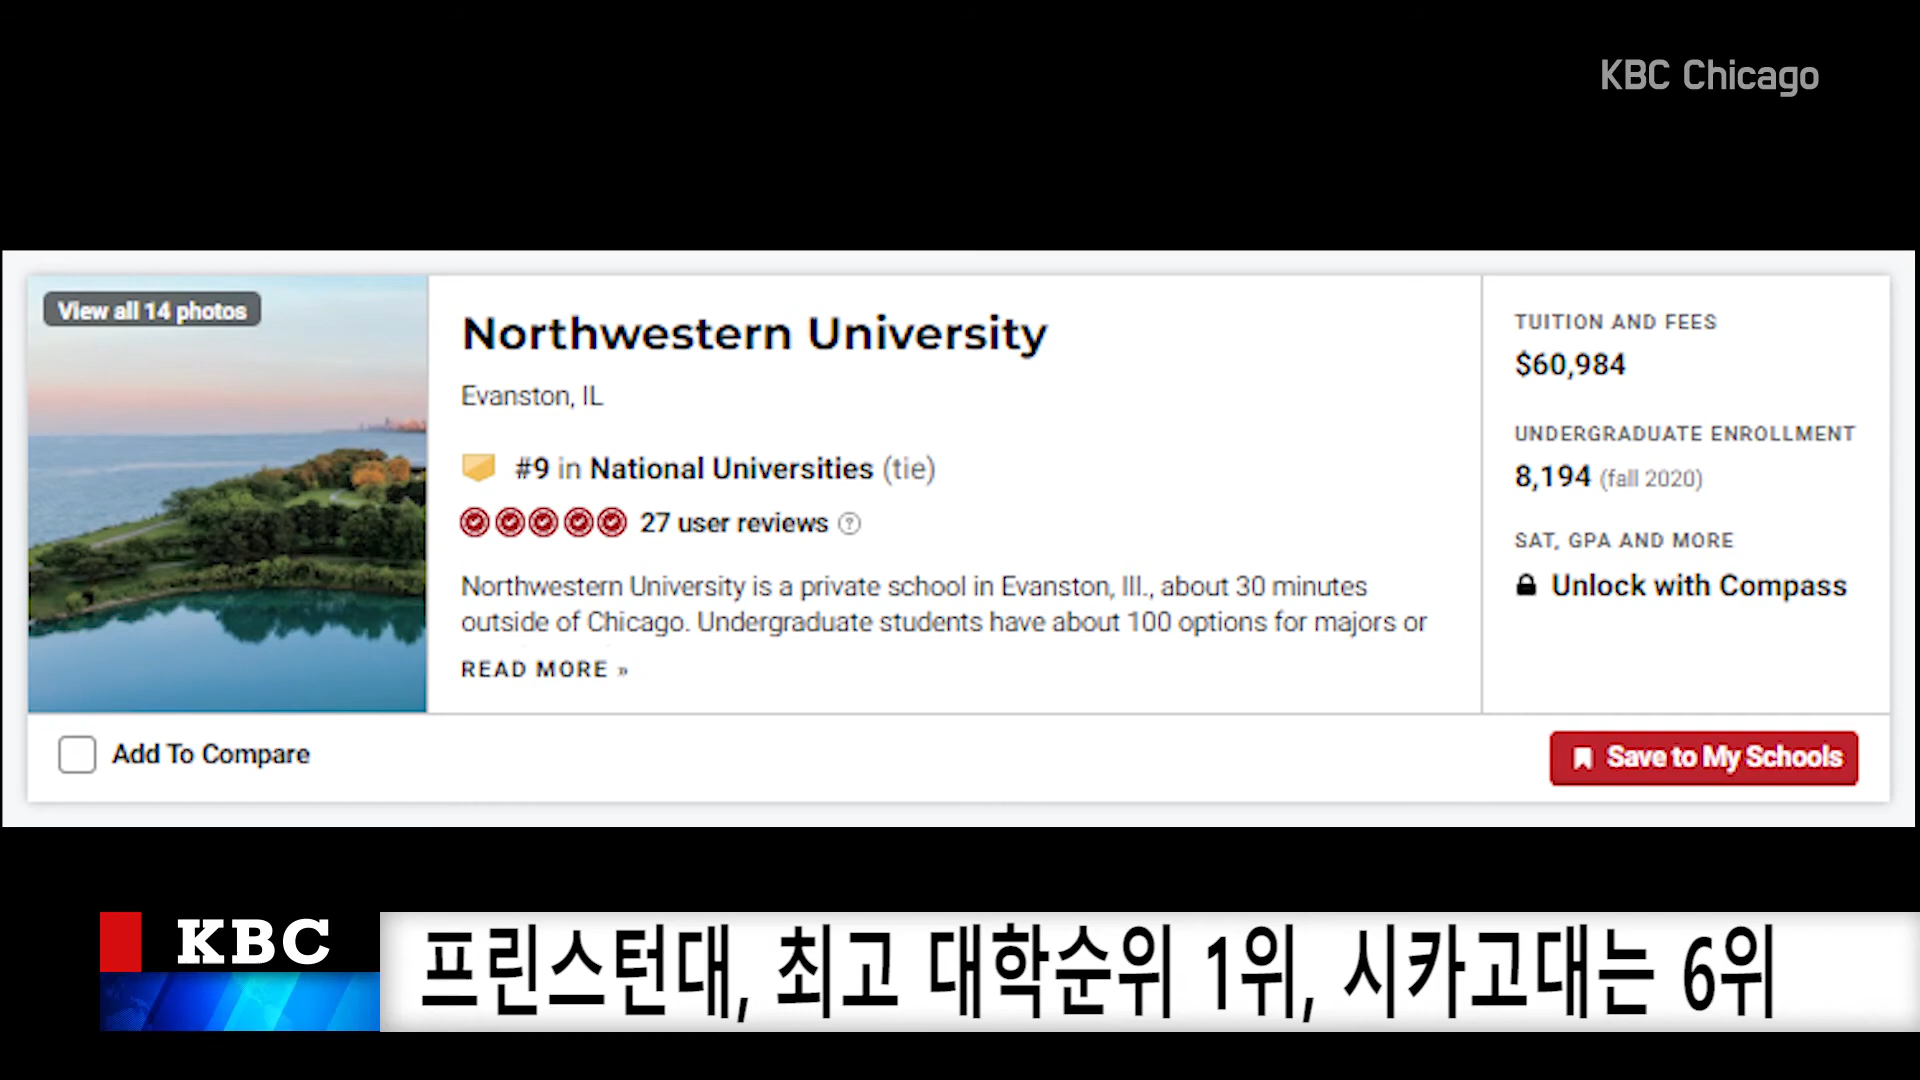 KBC Chicago
View all 14 photos
Northwestern University
Evanston, IL
#9 in National Universities (tie)
27 user reviews ?
Northwestern University is a private school in Evanston, Ill., about 30 minutes
outside of Chicago. Undergraduate students have about 100 options for majors or
READ MORE »
TUITION AND FEES
$60,984
UNDERGRADUATE ENROLLMENT
8,194 (fall 2020)
SAT, GPA AND MORE
Unlock with Compass
Add To Compare
Save to My Schools
KBC
프린스턴대, 최고 대학순위 1위, 시카고대는 6위